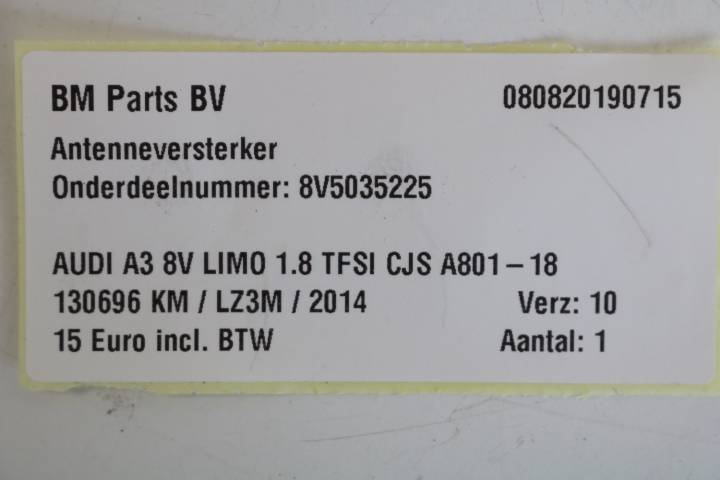 BM Parts BV 080820190715
Antenneversterker
Onderdeelnummer: 8V5035225
AUDI A3 8V LIMO 1.8 TFSI CJS A801-18
130696 KM / LZ3M / 2014 Verz: 10
15 Euro incl. BTW Aantal: 1